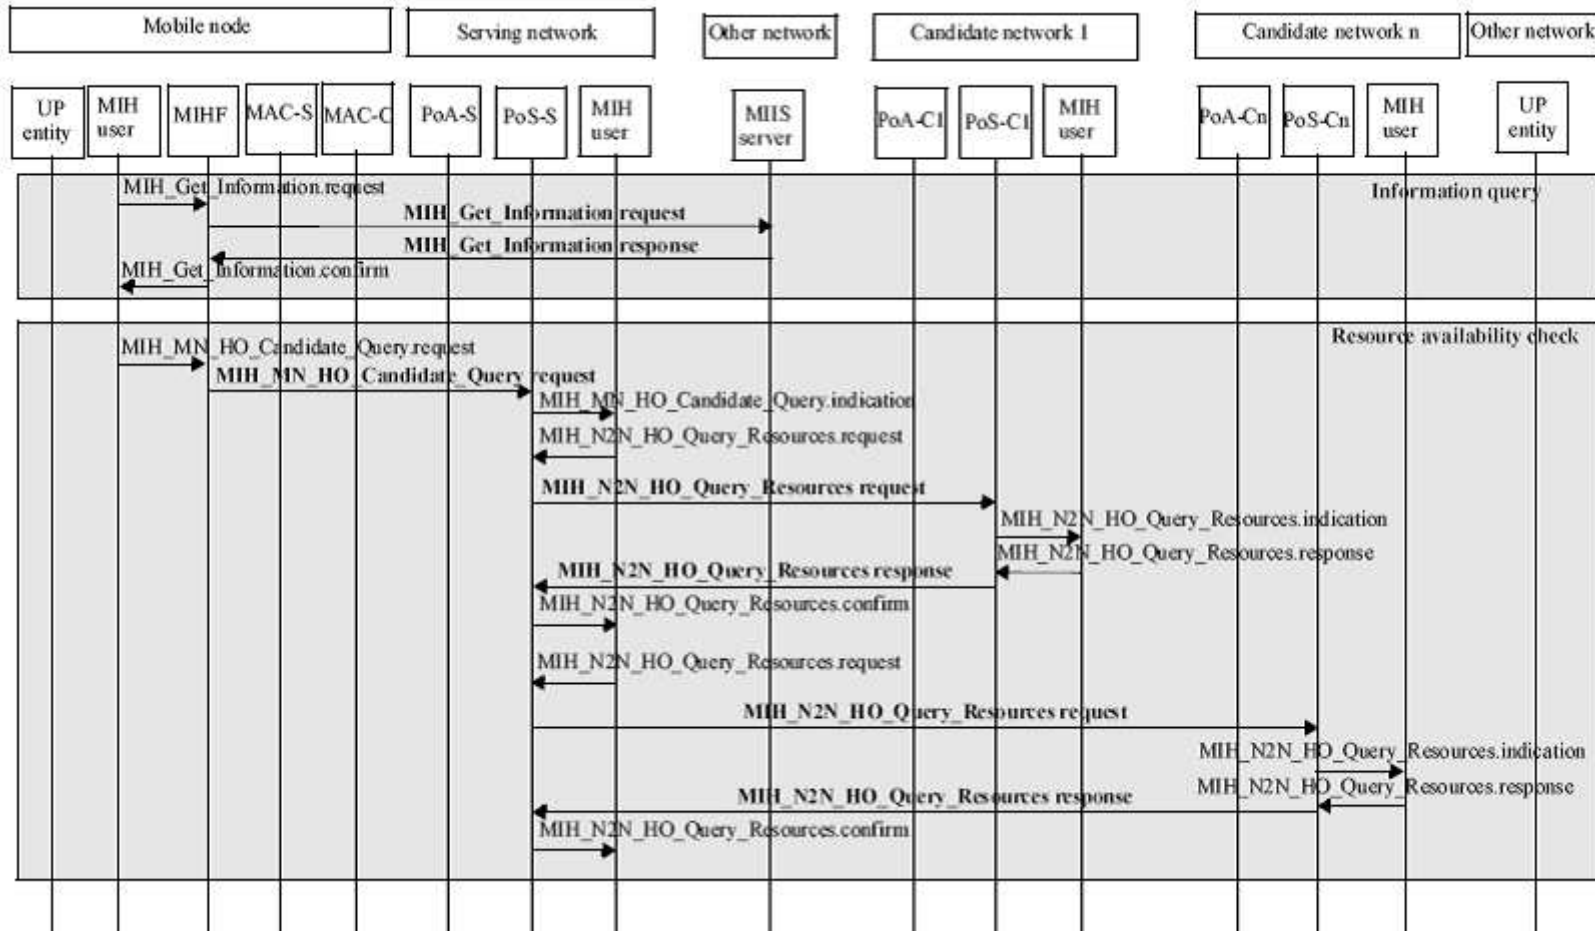 Mobile node
Serving network
Other network
Candidate network 1
Candidate network n
Other network
UP entity
MIH user
MIHF
MAC-S
MAC-C
PoA-S
PoS-S
MIH user
MIIS server
PoA-C1
PoS-C1
MIH user
PoA-Cn
PoS-Cn
MIH user
UP entity
Information query
MIH_Get_Information.request
MIH_Get_Information request
MIH_Get_Information response
MIH_Get_Information.confirm
Resource availability check
MIH_MN_HO_Candidate_Query.request
MIH_MN_HO_Candidate_Query request
MIH_MN_HO_Candidate_Query.indication
MIH_N2N_HO_Query_Resources.request
MIH_N2N_HO_Query_Resources request
MIH_N2N_HO_Query_Resources.indication
MIH_N2N_HO_Query_Resources.response
MIH_N2N_HO_Query_Resources response
MIH_N2N_HO_Query_Resources.confirm
MIH_N2N_HO_Query_Resources.request
MIH_N2N_HO_Query_Resources request
MIH_N2N_HO_Query_Resources.indication
MIH_N2N_HO_Query_Resources.response
MIH_N2N_HO_Query_Resources response
MIH_N2N_HO_Query_Resources.confirm